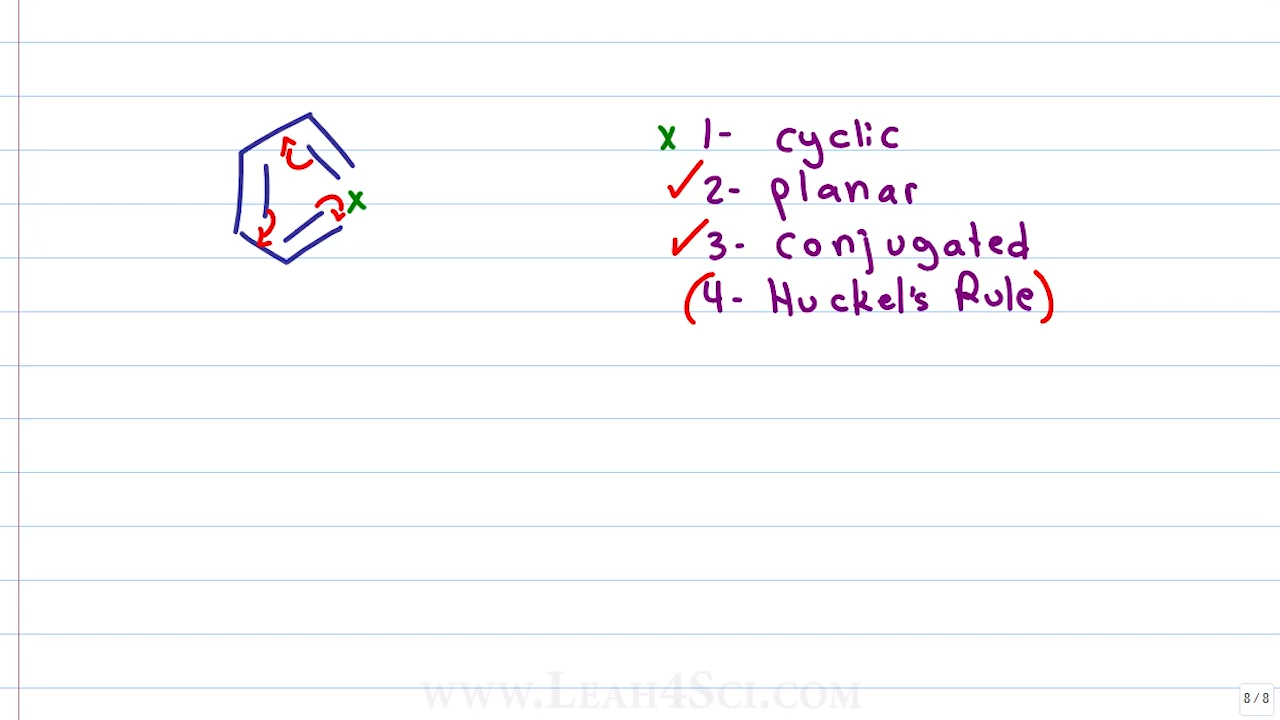 x 1- cyclic
✓ 2- planar
x
✓ 3- conjugated
(4- Huckel's Rule)
www.Leah4Sci.com
8/8